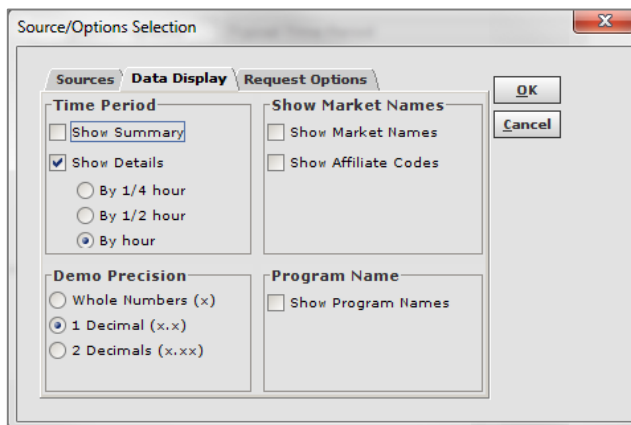 Source/Options Selection
Sources Data Display Request Options
OK
Cancel
Time Period
Show Summary
Show Details
By 1/4 hour
By 1/2 hour
By hour
Show Market Names
Show Market Names
Show Affiliate Codes
Demo Precision
Whole Numbers (x)
1 Decimal (x.x)
2 Decimals (x.xx)
Program Name
Show Program Names